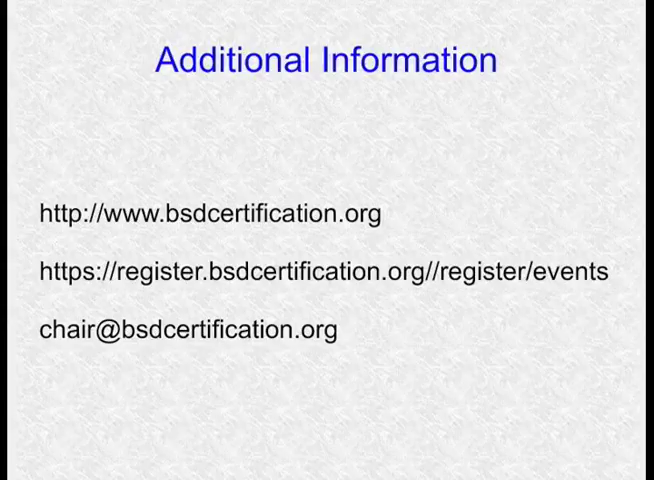 Additional Information
http://www.bsdcertification.org
https://register.bsdcertification.org//register/events
chair@bsdcertification.org